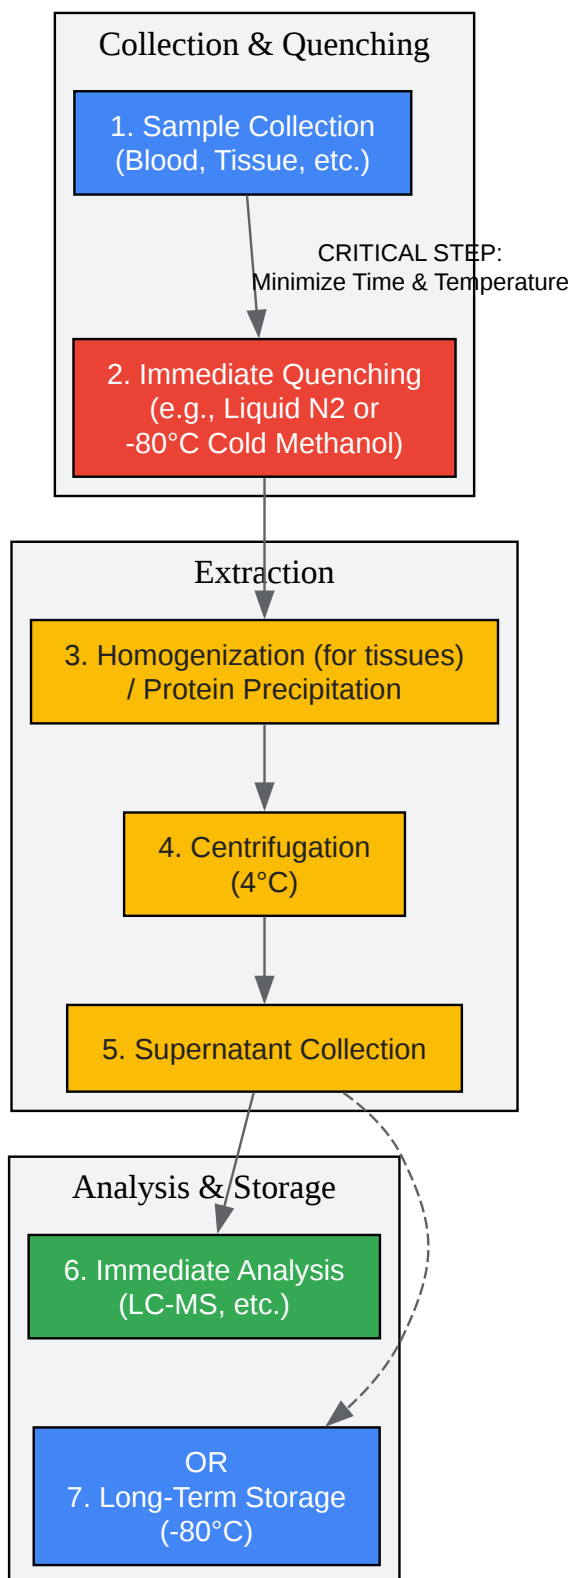 Collection & Quenching
1. Sample Collection
(Blood, Tissue, etc.)
CRITICAL STEP:
Minimize Time & Temperature
2. Immediate Quenching
(e.g., Liquid N2 or
-80°C Cold Methanol)
Extraction
3. Homogenization (for tissues)
/ Protein Precipitation
4. Centrifugation
(4°C)
5. Supernatant Collection
Analysis & Storage
6. Immediate Analysis
(LC-MS, etc.)
OR
7. Long-Term Storage
(-80°C)